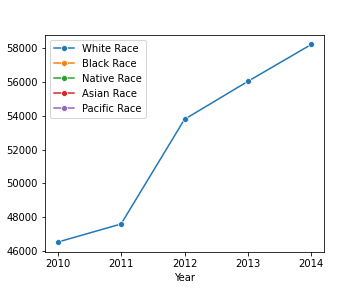 White Race
Black Race
Native Race
Asian Race
Pacific Race
58000
56000
54000
52000
50000
48000
46000
2010 2011 2012 2013 2014
Year